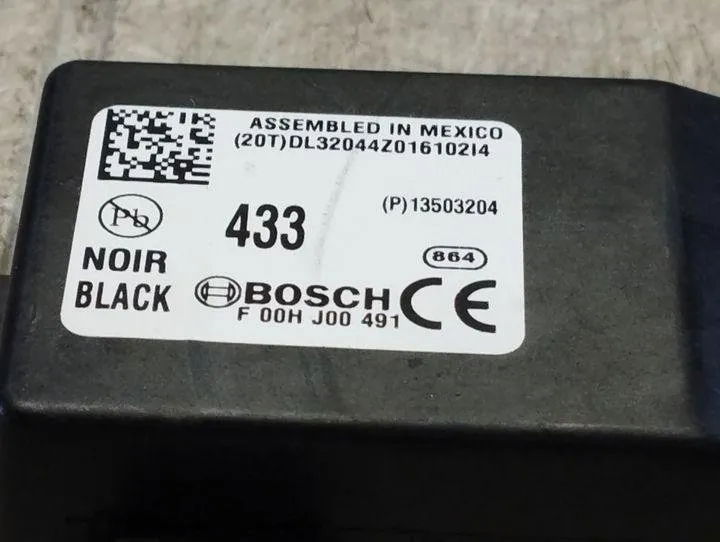 ASSEMBLED IN MEXICO
(20T)DL32044Z016102I4
(P)13503204
Pb
433
864
NOIR
BLACK
BOSCH
CE
F 00H J00 491